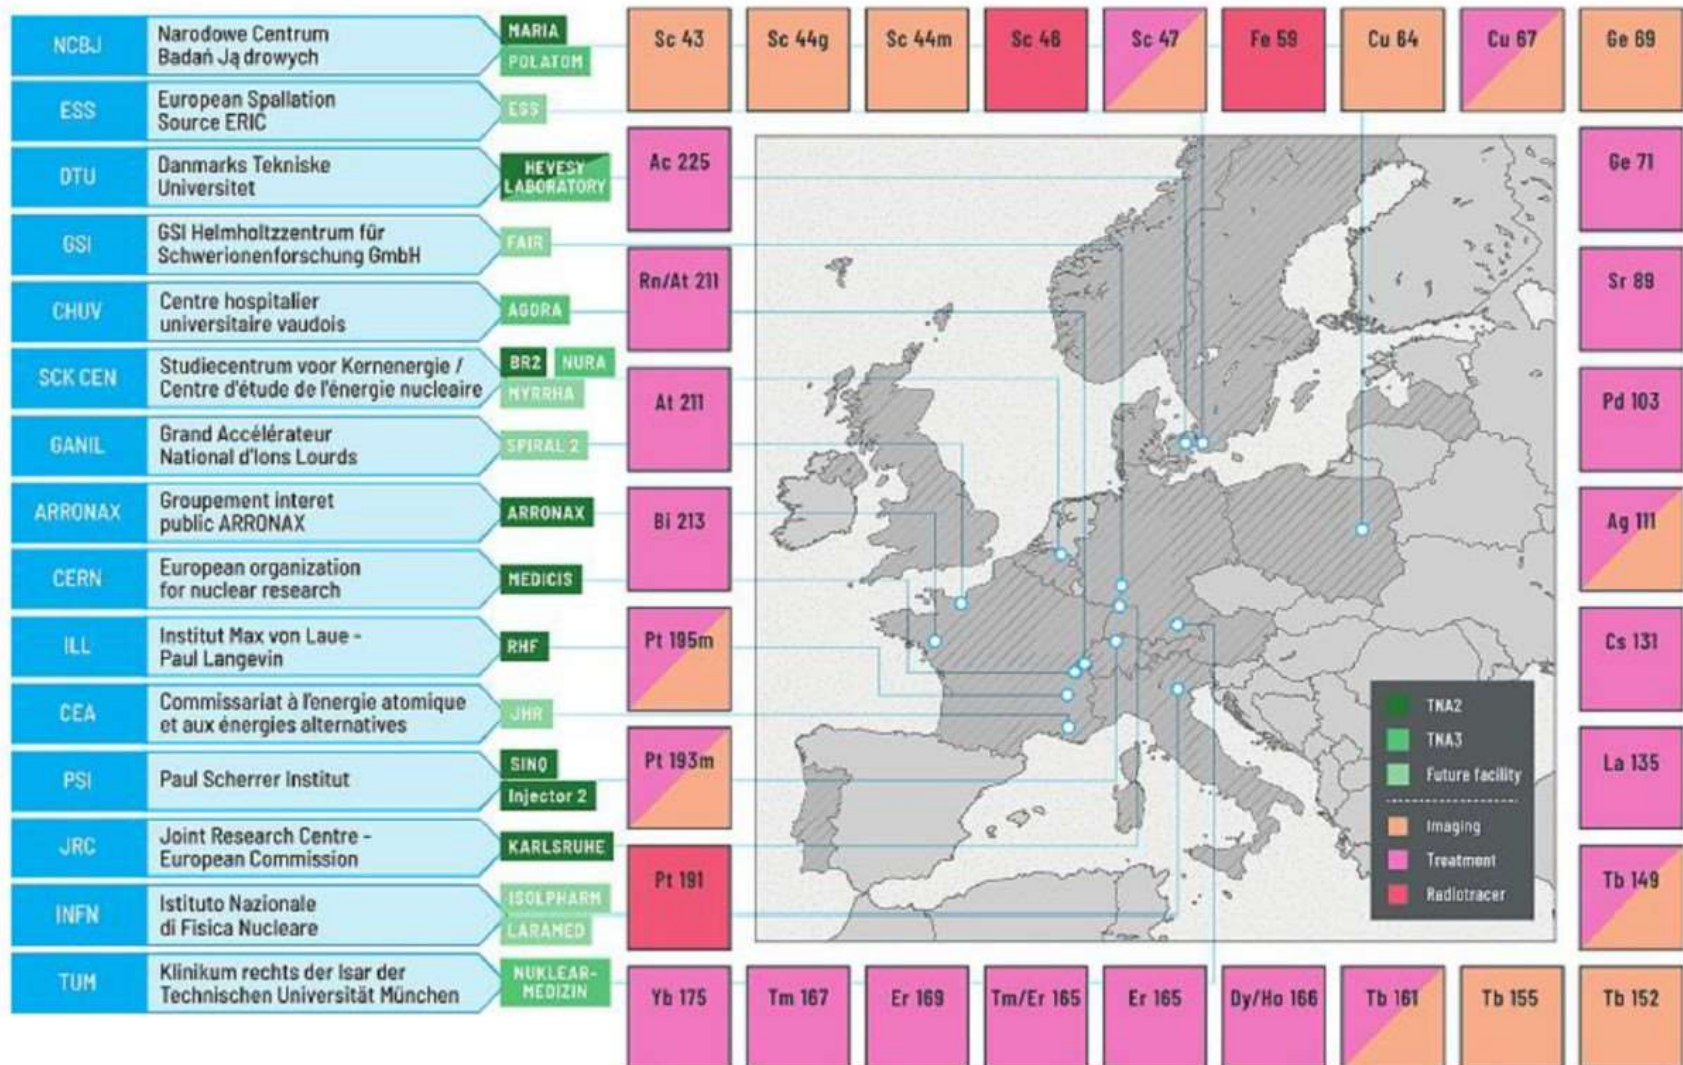 NCBJ
Narodowe Centrum
Badań Ją drowych
MARIA
POLATOM
ESS
European Spallation
Source ERIC
ESS
DTU
Danmarks Tekniske
Universitet
HEVESY
LABORATORY
GSI
GSI Helmholtzzentrum für
Schwerionenforschung GmbH
FAIR
CHUV
Centre hospitalier
universitaire vaudois
AGORA
SCK CEN
Studiecentrum voor Kernenergie /
Centre d'étude de l'énergie nucleaire
BR2
NURA
MYRRHA
GANIL
Grand Accélérateur
National d'Ions Lourds
SPIRAL 2
ARRONAX
Groupement interet
public ARRONAX
ARRONAX
CERN
European organization
for nuclear research
MEDICIS
ILL
Institut Max von Laue -
Paul Langevin
RHF
CEA
Commissariat à l'énergie atomique
et aux énergies alternatives
JHR
PSI
Paul Scherrer Institut
SINQ
Injector 2
JRC
Joint Research Centre -
European Commission
KARLSRUHE
INFN
Istituto Nazionale
di Fisica Nucleare
ISOLPHARM
LARAMED
TUM
Klinikum rechts der Isar der
Technischen Universität München
NUKLEAR-
MEDIZIN
Sc 43
Sc 44g
Sc 44m
Sc 46
Sc 47
Fe 59
Cu 64
Cu 67
Ge 69
Ac 225
Rn/At 211
At 211
Bi 213
Pt 195m
Pt 193m
Pt 191
Ge 71
Sr 89
Pd 103
Ag 111
Cs 131
La 135
Tb 149
TNA2
TNA3
Future facility
Imaging
Treatment
Radiotracer
Yb 175
Tm 167
Er 169
Tm/Er 165
Er 165
Dy/Ho 166
Tb 161
Tb 155
Tb 152